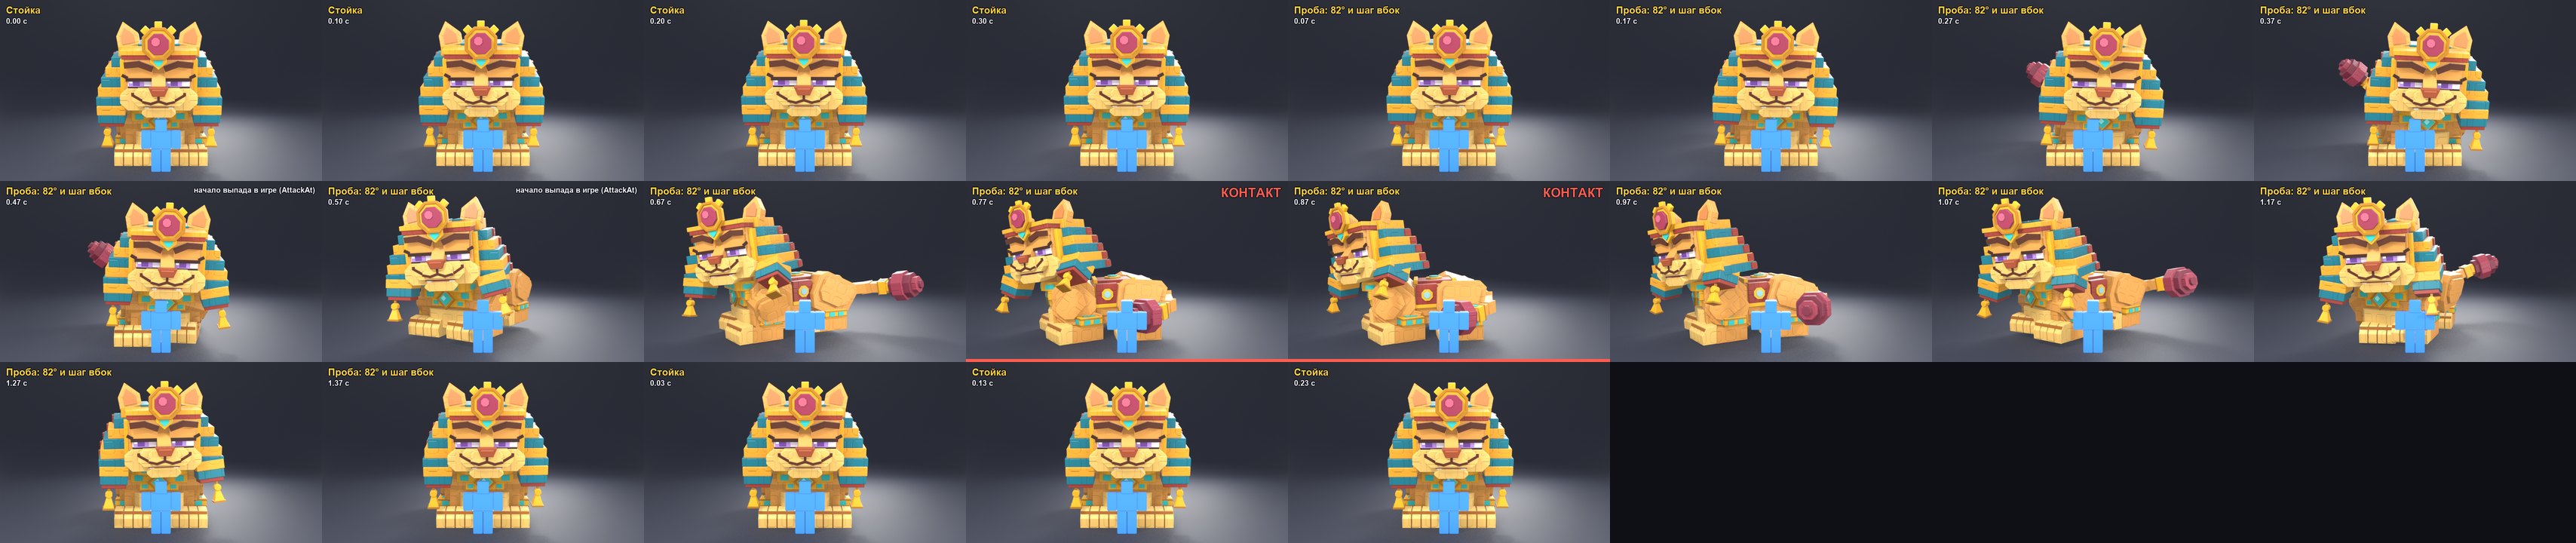 Стойка
0.00 с
Стойка
0.10 с
Стойка
0.20 с
Стойка
0.30 с
Проба: 82° и шаг вбок
0.07 с
Проба: 82° и шаг вбок
0.17 с
Проба: 82° и шаг вбок
0.27 с
Проба: 82° и шаг вбок
0.37 с
Проба: 82° и шаг вбок
начало выпада в игре (AttackAt)
0.47 с
Проба: 82° и шаг вбок
начало выпада в игре (AttackAt)
0.57 с
Проба: 82° и шаг вбок
0.67 с
Проба: 82° и шаг вбок
КОНТАКТ
0.77 с
Проба: 82° и шаг вбок
КОНТАКТ
0.87 с
Проба: 82° и шаг вбок
0.97 с
Проба: 82° и шаг вбок
1.07 с
Проба: 82° и шаг вбок
1.17 с
Проба: 82° и шаг вбок
1.27 с
Проба: 82° и шаг вбок
1.37 с
Стойка
0.03 с
Стойка
0.13 с
Стойка
0.23 с